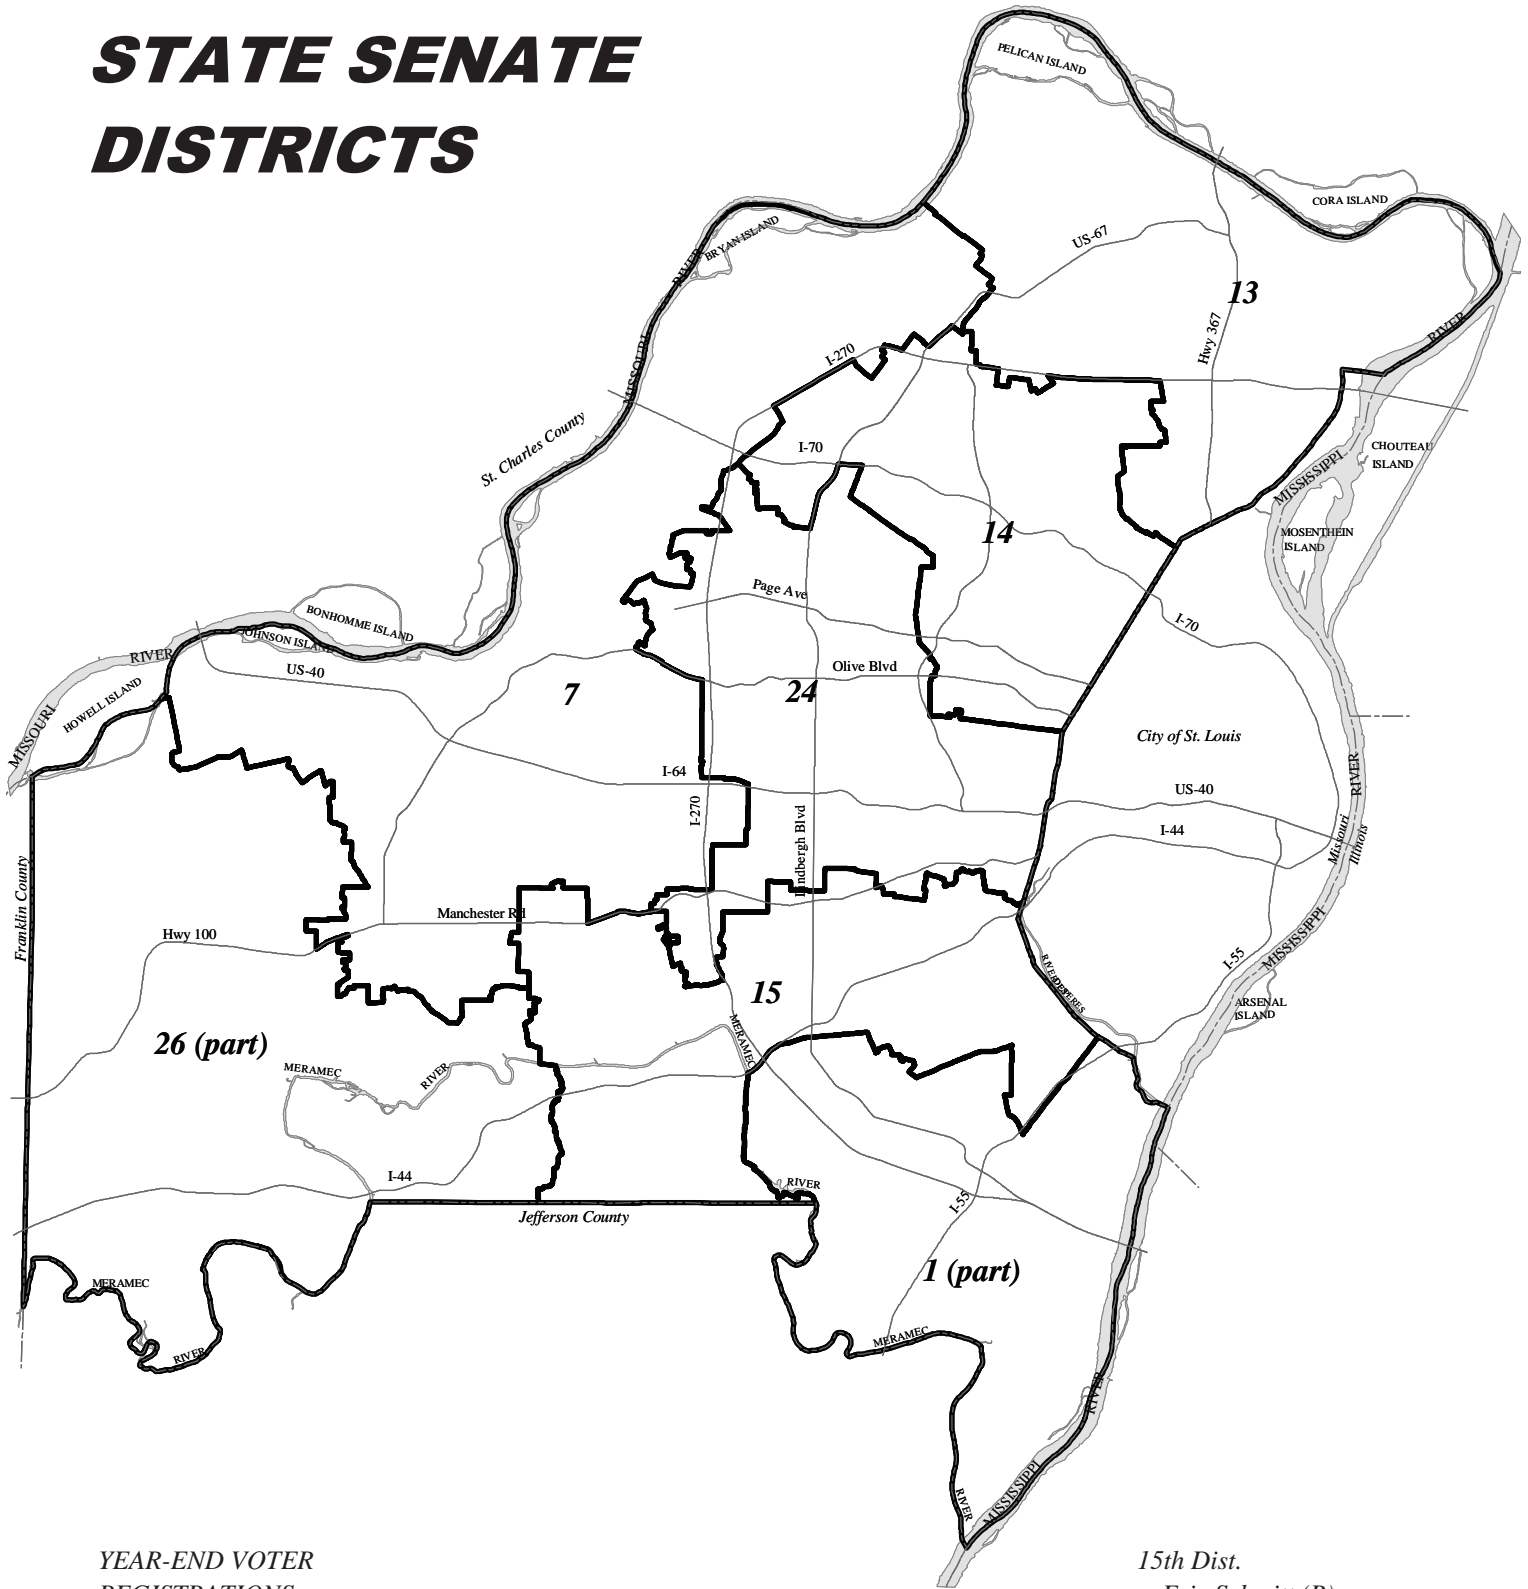 STATE SENATE
DISTRICTS
PELICAN ISLAND
CORA ISLAND
BRYAN ISLAND
RIVER
MISSOURI
US-67
13
Hwy 367
RIVER
I-270
St. Charles County
I-70
CHOUTEAU
ISLAND
MISSISSIPPI
MOSENTHEIN
ISLAND
14
Page Ave
I-70
BONHOMME ISLAND
JOHNSON ISLAND
RIVER
HOWELL ISLAND
MISSOURI
US-40
Olive Blvd
7
24
City of St. Louis
I-64
US-40
RIVER
I-270
Lindbergh Blvd
I-44
Missouri
Illinois
Franklin County
Manchester Rd
Hwy 100
MISSISSIPPI
I-55
RIVER DES PERES
15
ARSENAL
ISLAND
26 (part)
MERAMEC
MERAMEC
RIVER
I-44
RIVER
Jefferson County
I-55
1 (part)
MERAMEC
RIVER
MERAMEC
RIVER
RIVER
MISSISSIPPI
YEAR-END VOTER
REGISTRATIONS
15th Dist.
Eric Schmitt (R)